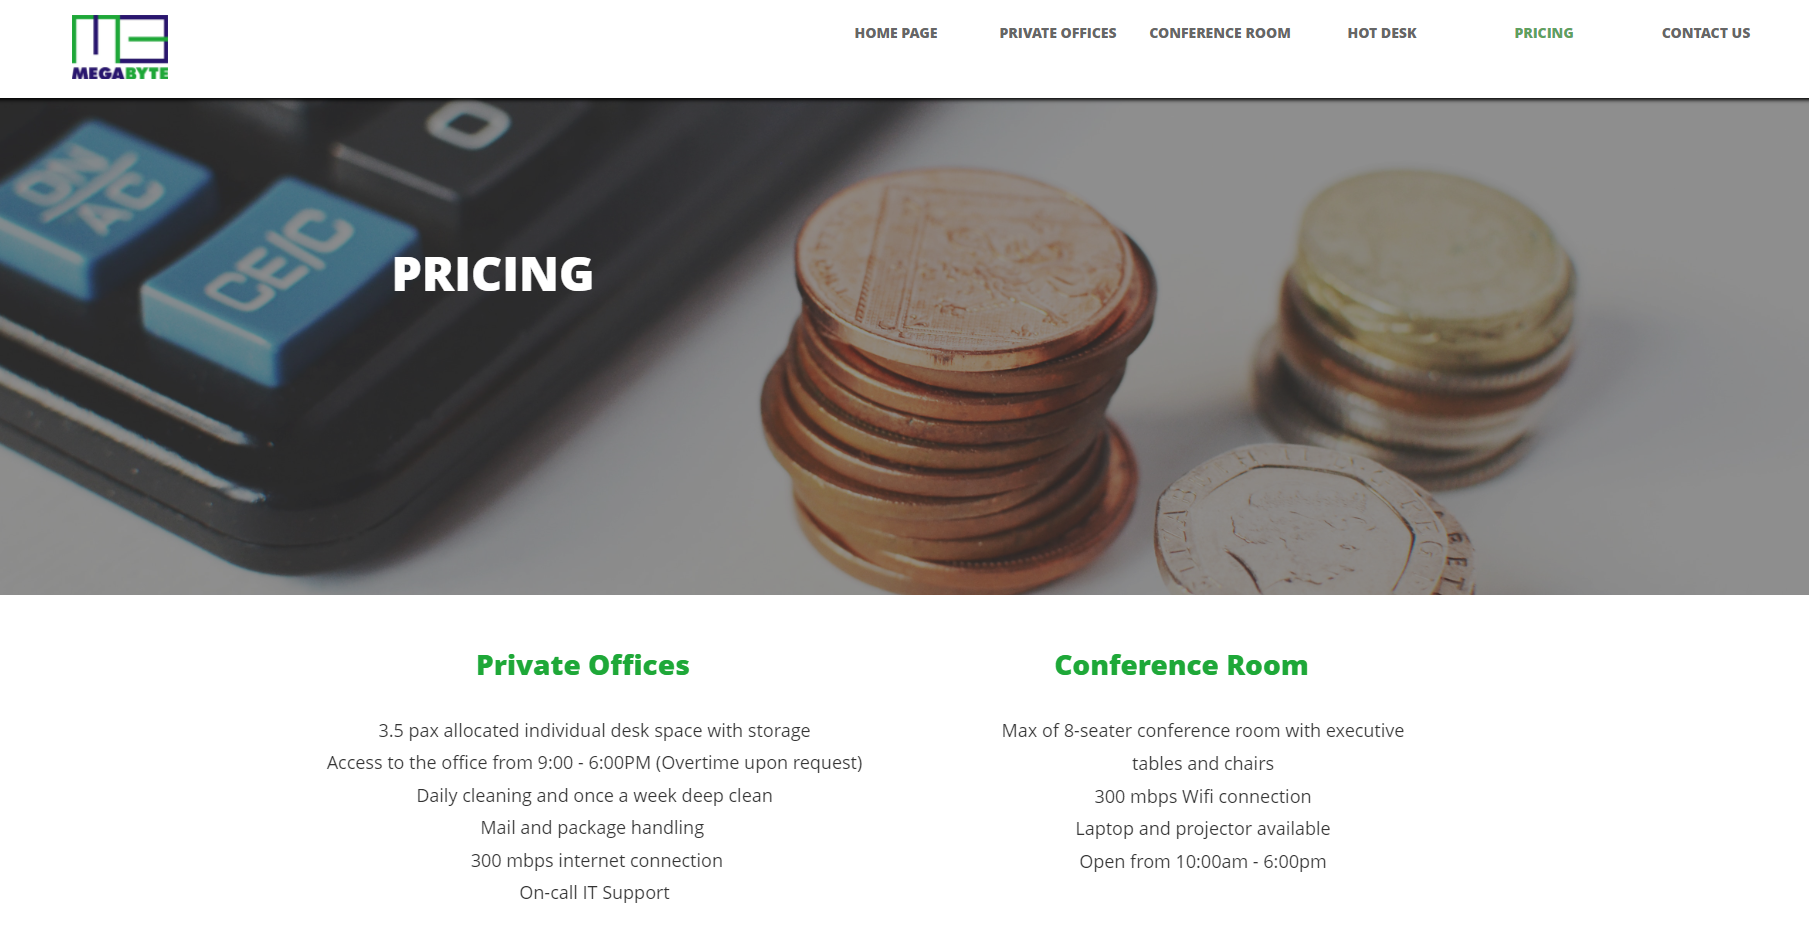 MEGABYTE
HOME PAGE
PRIVATE OFFICES
CONFERENCE ROOM
HOT DESK
PRICING
CONTACT US
ON/AC
CE/C
0
PRICING
Private Offices
3.5 pax allocated individual desk space with storage
Access to the office from 9:00 - 6:00PM (Overtime upon request)
Daily cleaning and once a week deep clean
Mail and package handling
300 mbps internet connection
On-call IT Support
Conference Room
Max of 8-seater conference room with executive
tables and chairs
300 mbps Wifi connection
Laptop and projector available
Open from 10:00am - 6:00pm